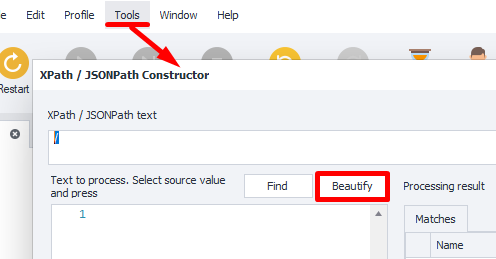 e Edit Profile Tools Window Help
Restart
XPath / JSONPath Constructor
XPath / JSONPath text
/
Text to process. Select source value
and press
Find Beautify Processing result
1
Matches
Name